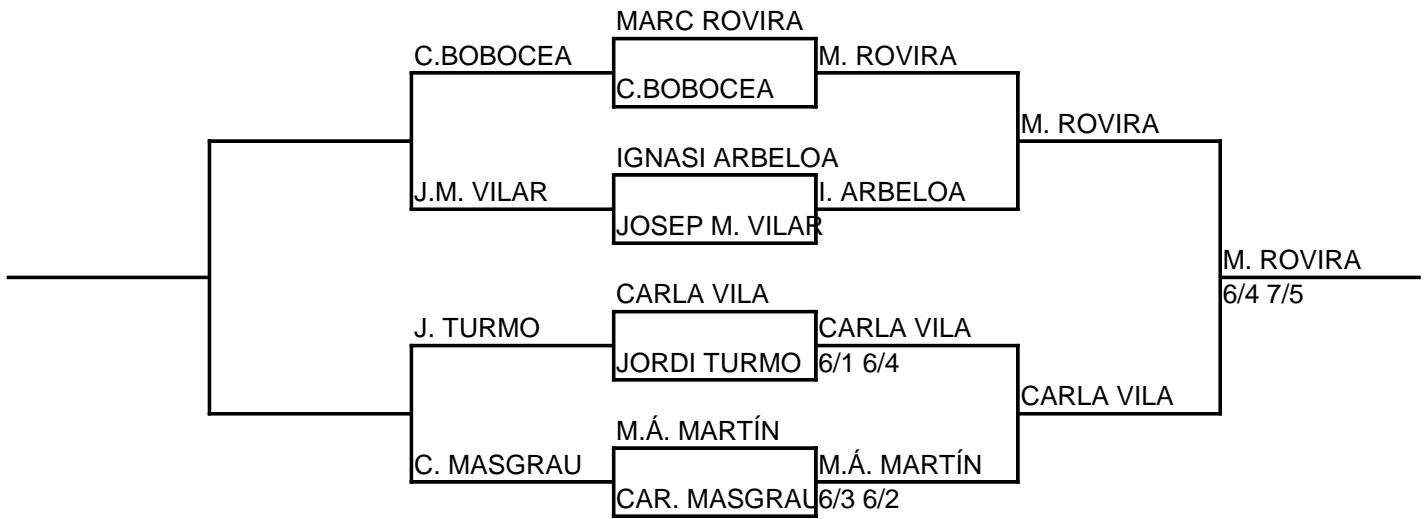 MARC ROVIRA
C.BOBOCEA
M. ROVIRA
C.BOBOCEA
M. ROVIRA
IGNASI ARBELOA
J.M. VILAR
I. ARBELOA
JOSEP M. VILAR
M. ROVIRA
6/4 7/5
CARLA VILA
J. TURMO
CARLA VILA
JORDI TURMO
6/1 6/4
CARLA VILA
M.Á. MARTÍN
C. MASGRAU
M.Á. MARTÍN
CAR. MASGRAU
6/3 6/2